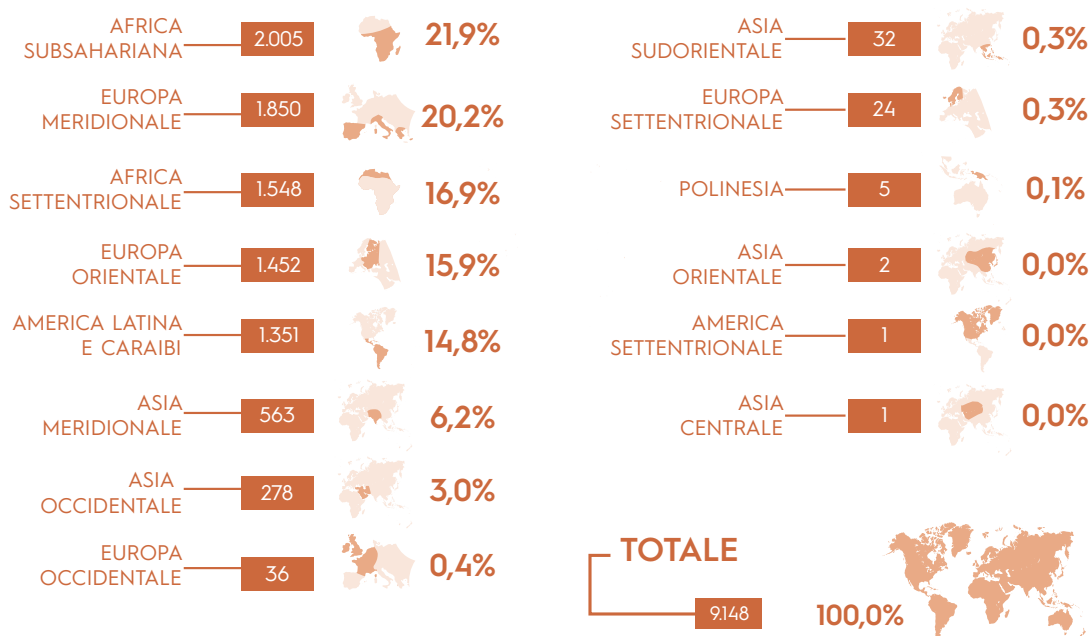 AFRICA
SUBSAHARIANA
2.005
21,9%
EUROPA
MERIDIONALE
1.850
20,2%
AFRICA
SETTENTRIONALE
1.548
16,9%
EUROPA
ORIENTALE
1.452
15,9%
AMERICA LATINA
E CARAIBI
1.351
14,8%
ASIA
MERIDIONALE
563
6,2%
ASIA
OCCIDENTALE
278
3,0%
EUROPA
OCCIDENTALE
36
0,4%
ASIA
SUDORIENTALE
32
0,3%
EUROPA
SETTENTRIONALE
24
0,3%
POLINESIA
5
0,1%
ASIA
ORIENTALE
2
0,0%
AMERICA
SETTENTRIONALE
1
0,0%
ASIA
CENTRALE
1
0,0%
TOTALE
9.148
100,0%